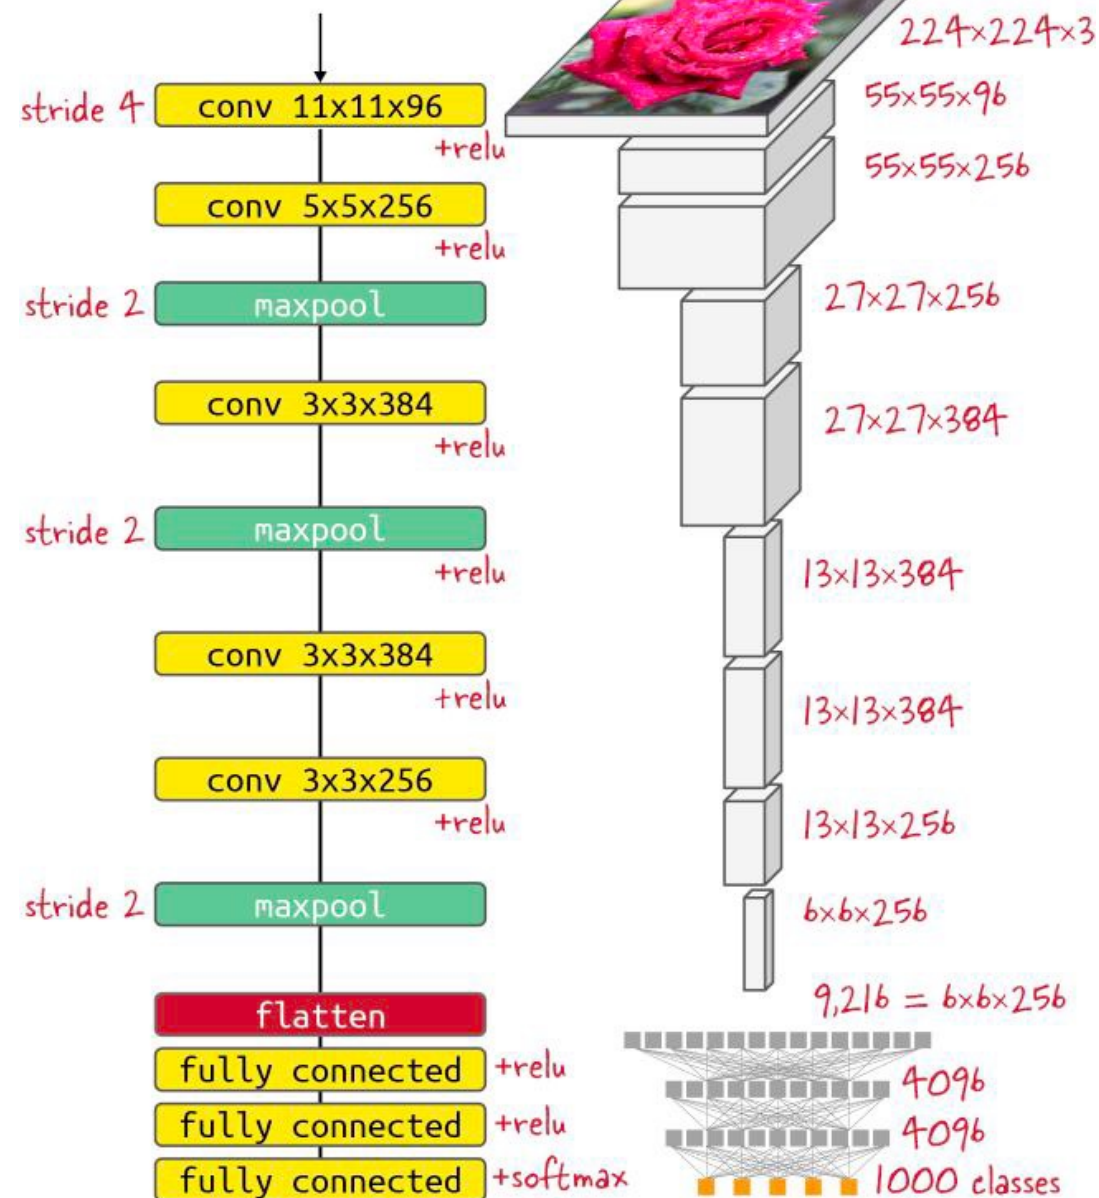 224×224×3
stride 4 conv 11x11x96 55×55×96
+relu
conv 5x5x256 55×55×256
+relu
stride 2 maxpool 27×27×256
conv 3x3x384 27×27×384
+relu
stride 2 maxpool
+relu 13×13×384
conv 3x3x384
+relu 13×13×384
conv 3x3x256
+relu 13×13×256
stride 2 maxpool 6×6×256
9,216 = 6×6×256
flatten
fully connected +relu 4096
fully connected +relu 4096
fully connected +softmax 1000 classes